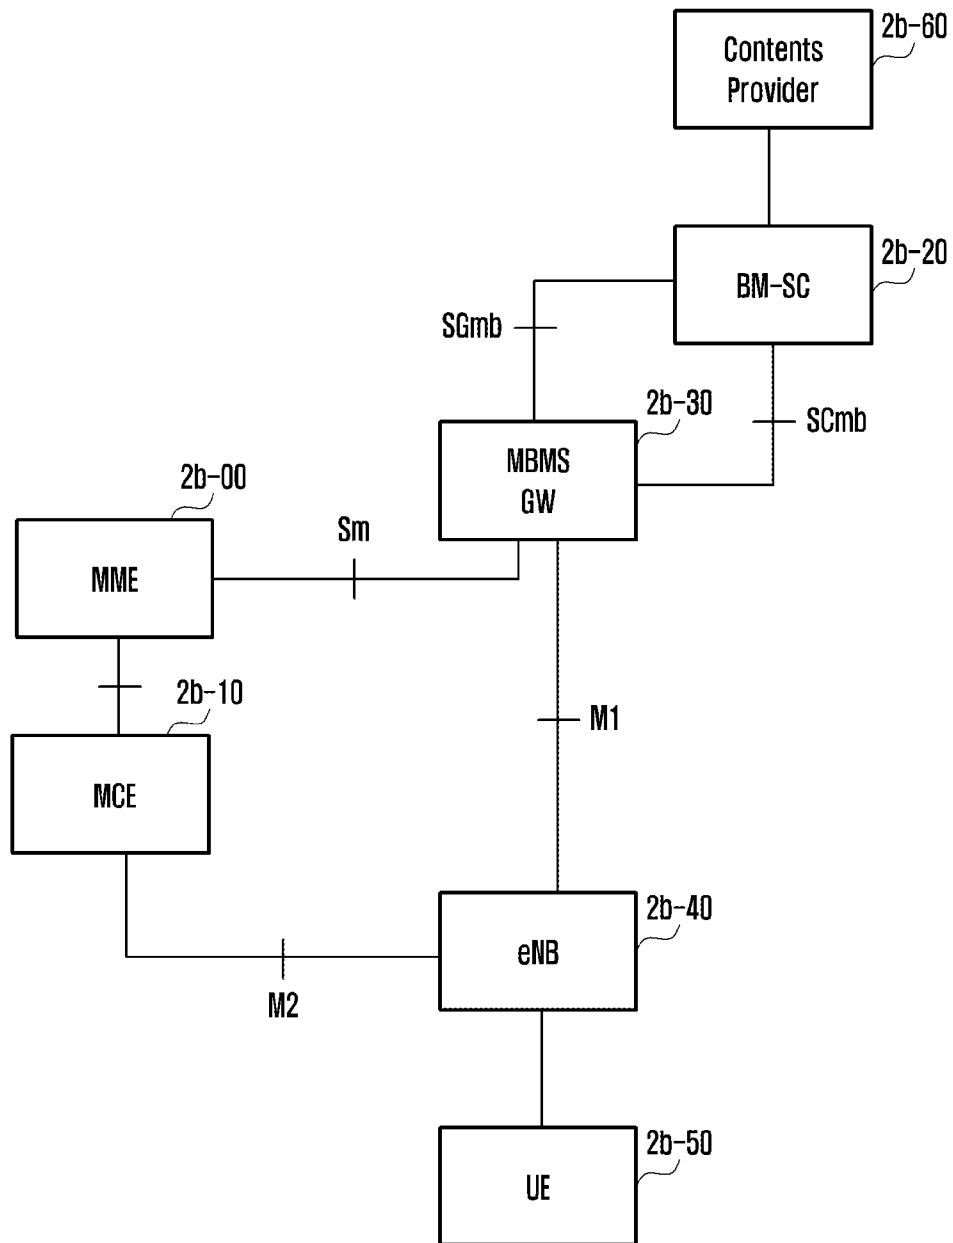 2b-60
Contents
Provider
2b-20
BM-SC
SGmb
SCmb
2b-30
MBMS
GW
2b-00
MME
Sm
2b-10
MCE
M1
2b-40
eNB
M2
2b-50
UE